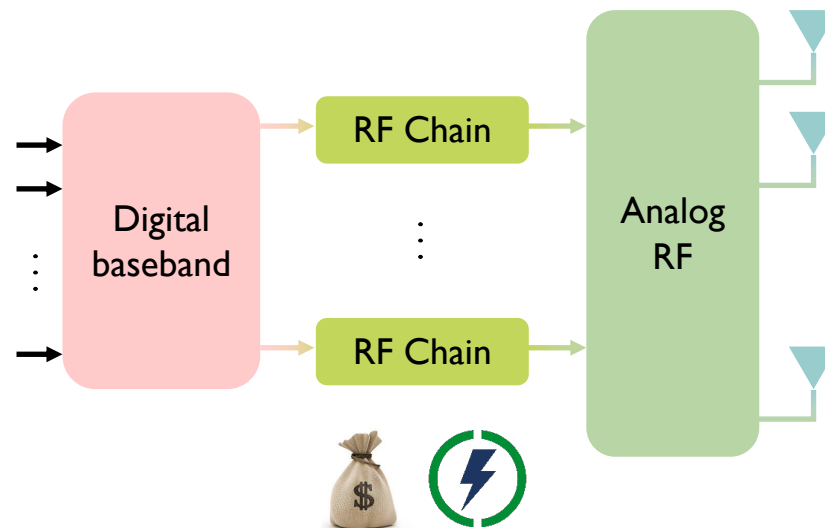 RF Chain
Digital
baseband
Analog
RF
RF Chain
$